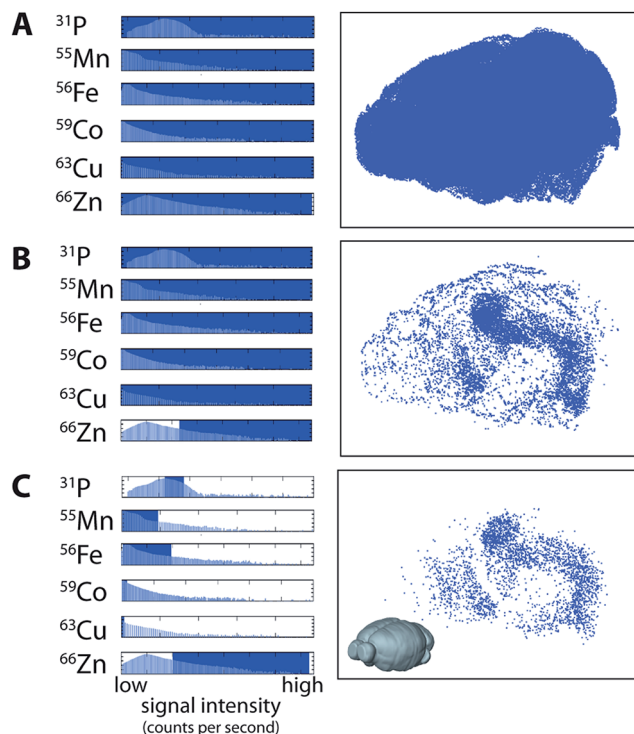 A
³¹P
⁵⁵Mn
⁵⁶Fe
⁵⁹Co
⁶³Cu
⁶⁶Zn
B
³¹P
⁵⁵Mn
⁵⁶Fe
⁵⁹Co
⁶³Cu
⁶⁶Zn
C
³¹P
⁵⁵Mn
⁵⁶Fe
⁵⁹Co
⁶³Cu
⁶⁶Zn
low high
signal intensity
(counts per second)